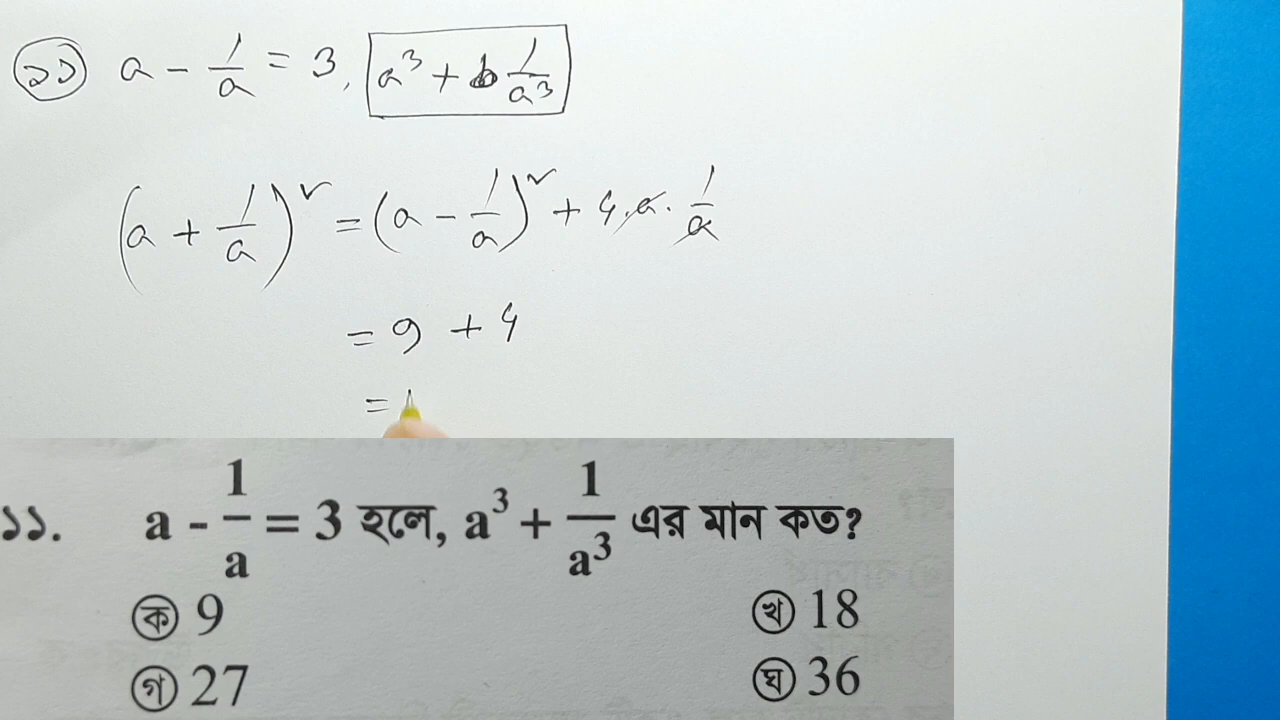 ১১ a - 1/a = 3, a³ + 1/a³
(a + 1/a)² = (a - 1/a)² + 4.a.1/a
= 9 + 4
= 1
১১. a - 1/a = 3 হলে, a³ + 1/a³ এর মান কত?
ক 9 খ 18
গ 27 ঘ 36